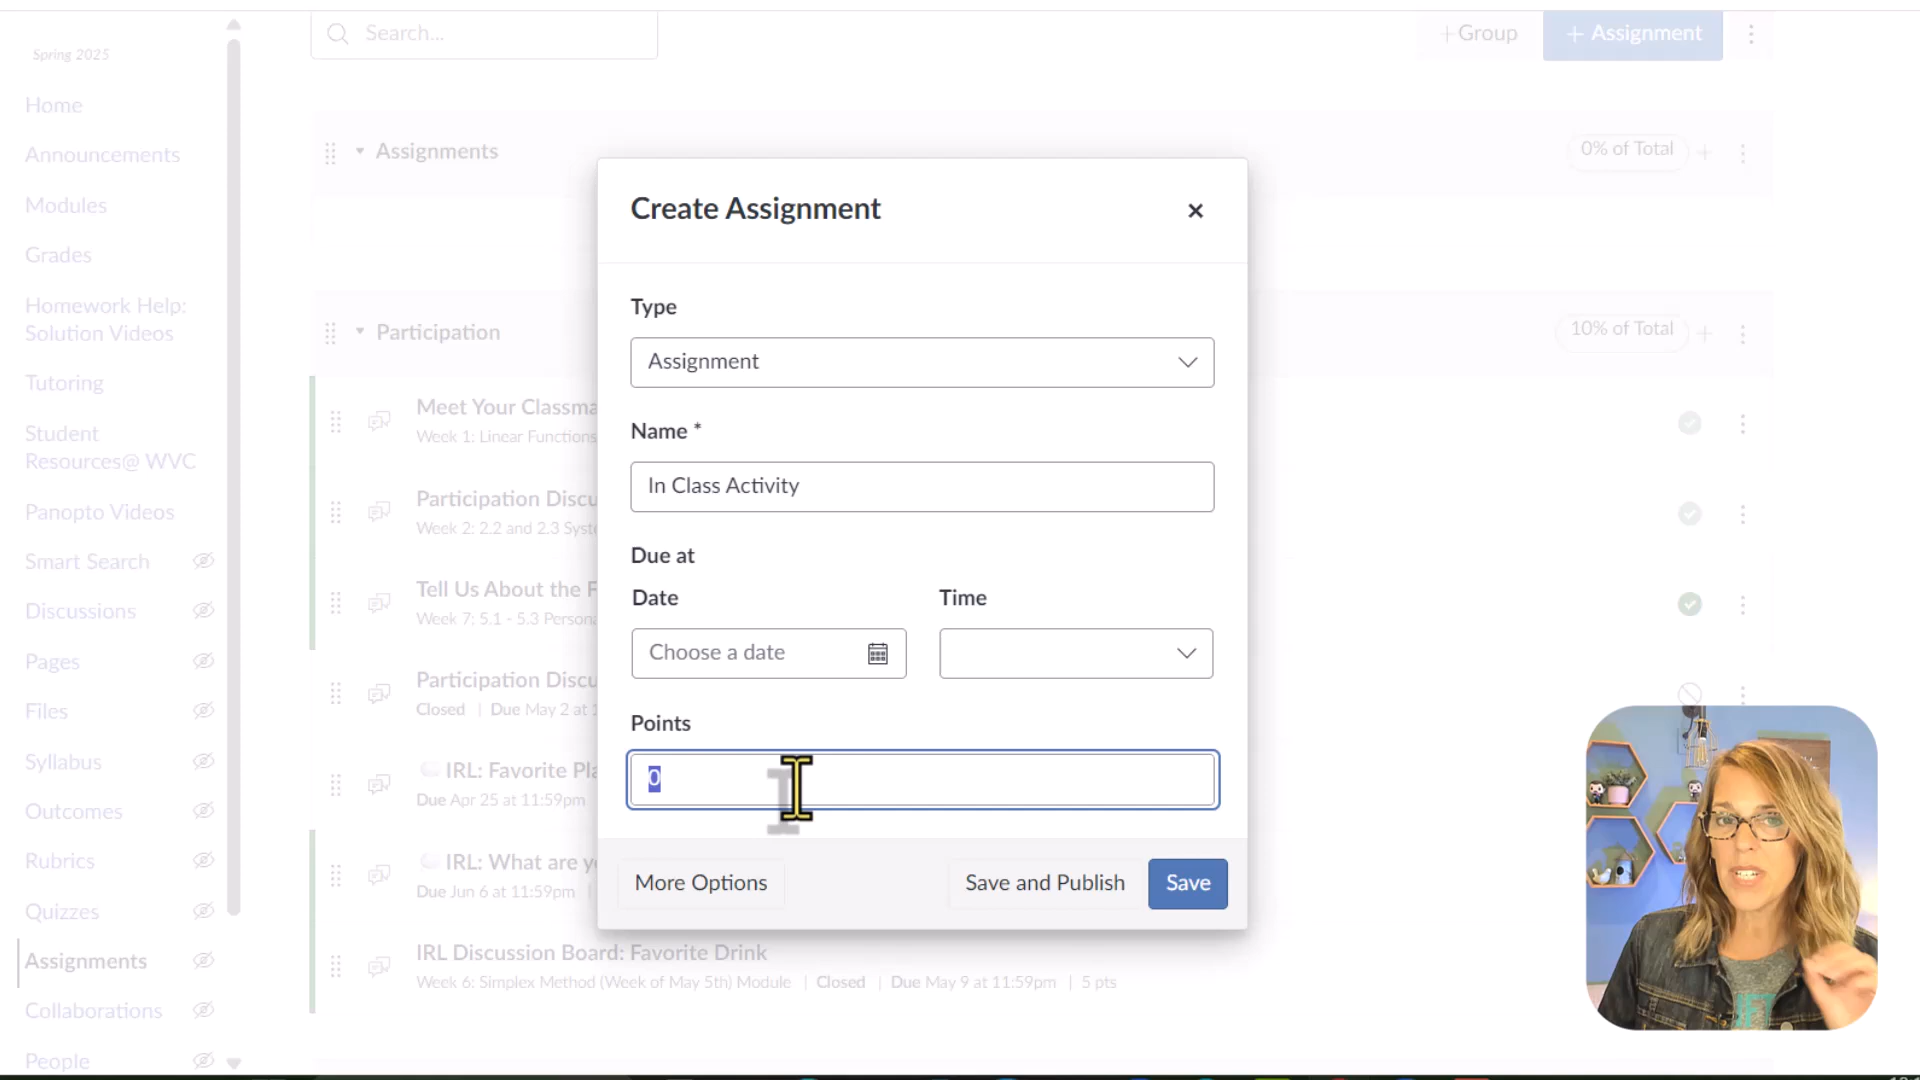 Spring 2025
Home
Announcements
Modules
Grades
Homework Help:
Solution Videos
Tutoring
Student
Resources@ WVC
Panopto Videos
Smart Search
Discussions
Pages
Files
Syllabus
Outcomes
Rubrics
Quizzes
Assignments
Collaborations
People
Search...
+ Group
+ Assignment
Assignments
0% of Total
Participation
10% of Total
Meet Your Classma
Week 1: Linear Functions
Participation Discu
Week 2: 2.2 and 2.3 Syste
Tell Us About the F
Week 7: 5.1 - 5.3 Persona
Participation Discu
Closed | Due May 2 at 1
IRL: Favorite Pla
Due Apr 25 at 11:59pm
IRL: What are yo
Due Jun 6 at 11:59pm |
IRL Discussion Board: Favorite Drink
Week 6: Simplex Method (Week of May 5th) Module | Closed | Due May 9 at 11:59pm | 5 pts
Create Assignment
Type
Assignment
Name *
In Class Activity
Due at
Date
Time
Choose a date
Points
0
More Options
Save and Publish
Save